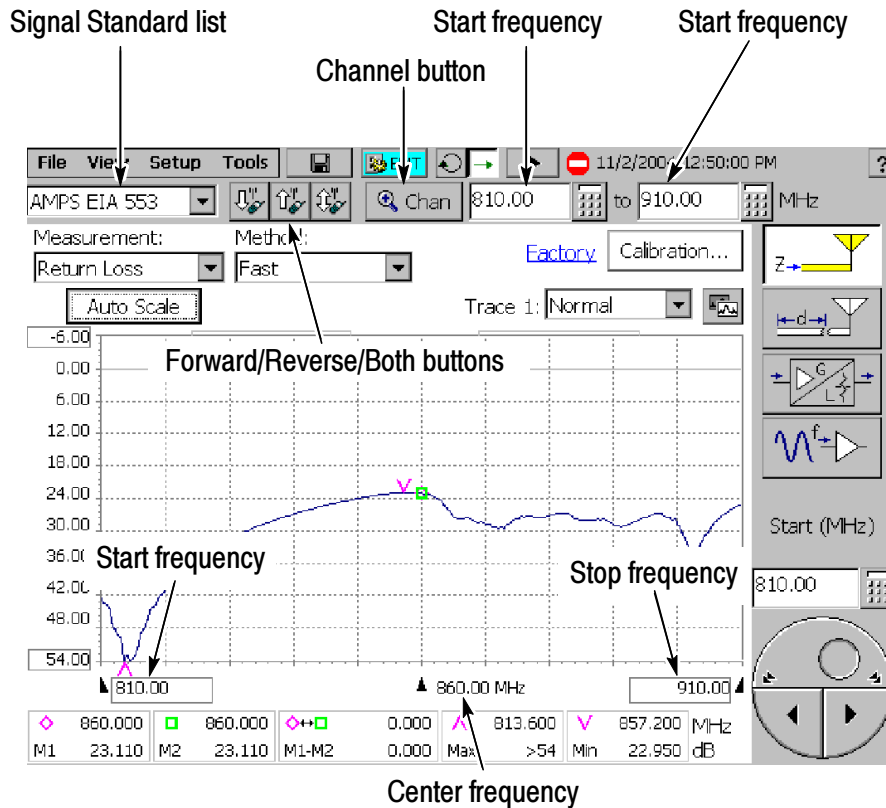 Signal Standard list
Start frequency
Start frequency
Channel button
File View Setup Tools
11/2/2004 12:50:00 PM
?
AMPS EIA 553
Chan
810.00
to
910.00
MHz
Measurement:
Method:
Factory
Calibration...
Z
Return Loss
Fast
Auto Scale
Trace 1:
Normal
d
-6.00
Forward/Reverse/Both buttons
0.00
G
L
6.00
12.00
f
18.00
24.00
30.00
Start (MHz)
36.00
Start frequency
Stop frequency
42.00
810.00
48.00
54.00
810.00
860.00 MHz
910.00
860.000
860.000
0.000
813.600
857.200
MHz
M1
23.110
M2
23.110
M1-M2
0.000
Max
>54
Min
22.950
dB
Center frequency